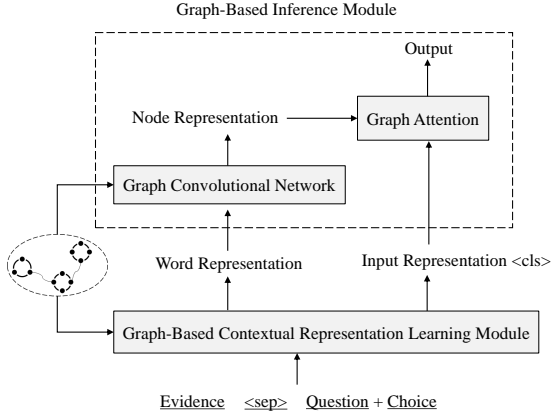 Graph-Based Inference Module
Output
Node Representation
Graph Attention
Graph Convolutional Network
Word Representation
Input Representation <cls>
Graph-Based Contextual Representation Learning Module
Evidence <sep> Question + Choice